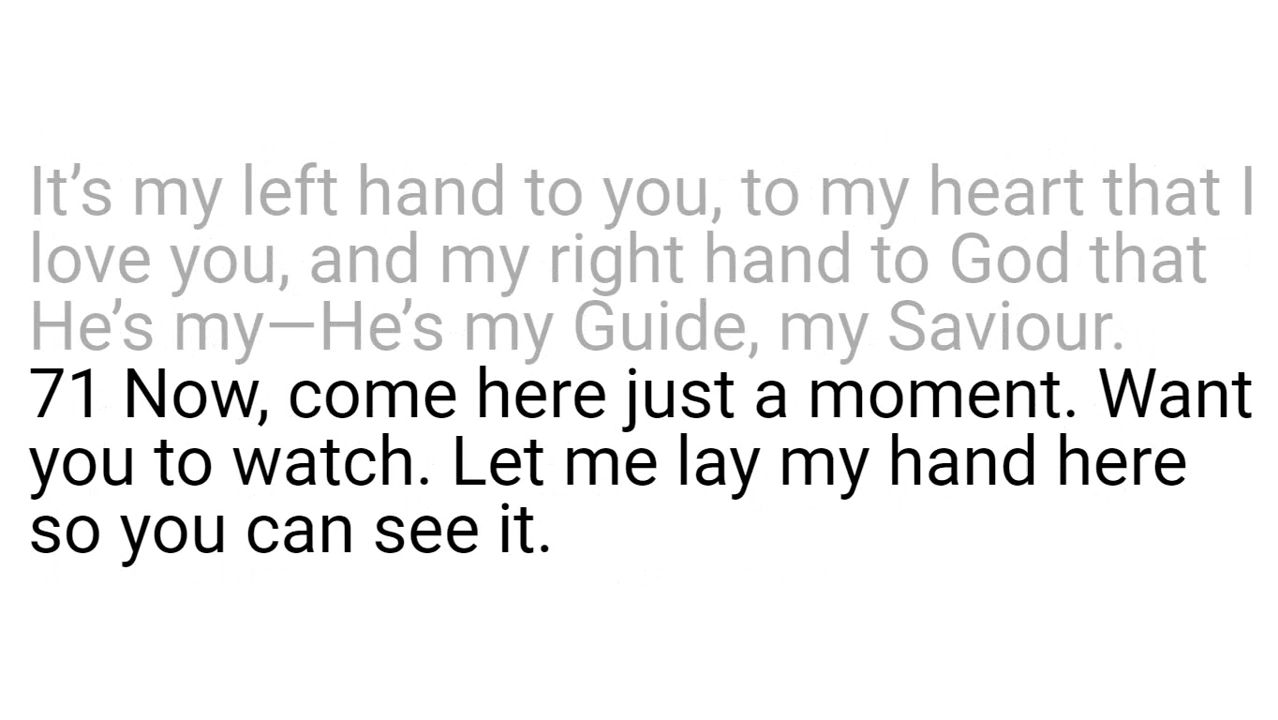 It’s my left hand to you, to my heart that I
love you, and my right hand to God that
He’s my—He’s my Guide, my Saviour.
71 Now, come here just a moment. Want
you to watch. Let me lay my hand here
so you can see it.